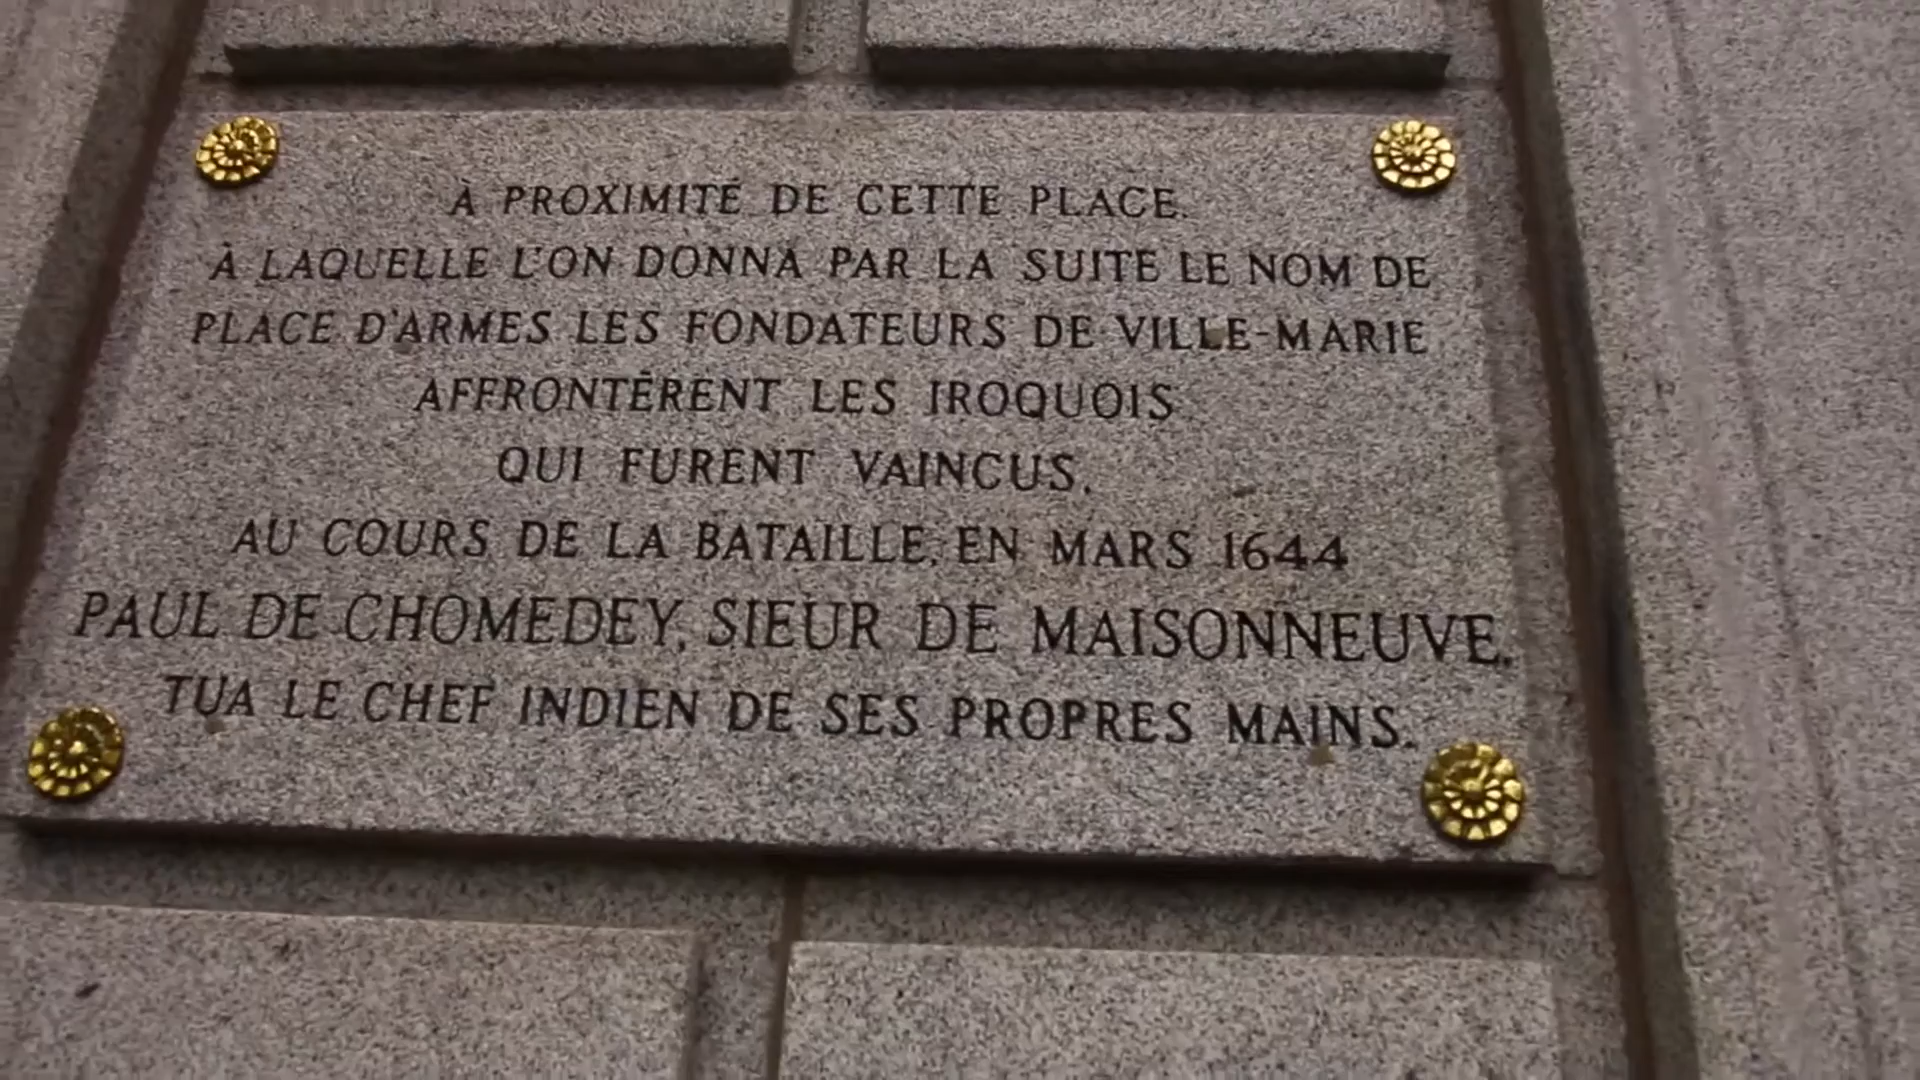 À PROXIMITÉ DE CETTE PLACE.
À LAQUELLE L'ON DONNA PAR LA SUITE LE NOM DE
PLACE D'ARMES LES FONDATEURS DE VILLE-MARIE
AFFRONTÈRENT LES IROQUOIS
QUI FURENT VAINCUS.
AU COURS DE LA BATAILLE, EN MARS 1644
PAUL DE CHOMEDEY, SIEUR DE MAISONNEUVE,
TUA LE CHEF INDIEN DE SES PROPRES MAINS.